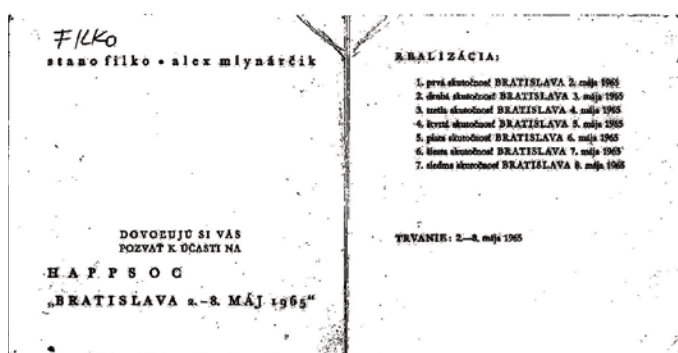 FILKO
stano filko • alex mlynárčik
DOVOĽUJÚ SI VÁS
POZVAŤ K ÚČASTI NA
HAPPSOC
„BRATISLAVA 2.-8. MÁJ 1965“
REALIZÁCIA:
1. prvá skutočnosť BRATISLAVA 2. mája 1965
2. druhá skutočnosť BRATISLAVA 3. mája 1965
3. tretia skutočnosť BRATISLAVA 4. mája 1965
4. štvrtá skutočnosť BRATISLAVA 5. mája 1965
5. piata skutočnosť BRATISLAVA 6. mája 1965
6. šiesta skutočnosť BRATISLAVA 7. mája 1965
7. siedma skutočnosť BRATISLAVA 8. mája 1965
TRVANIE: 2.—8. mája 1965